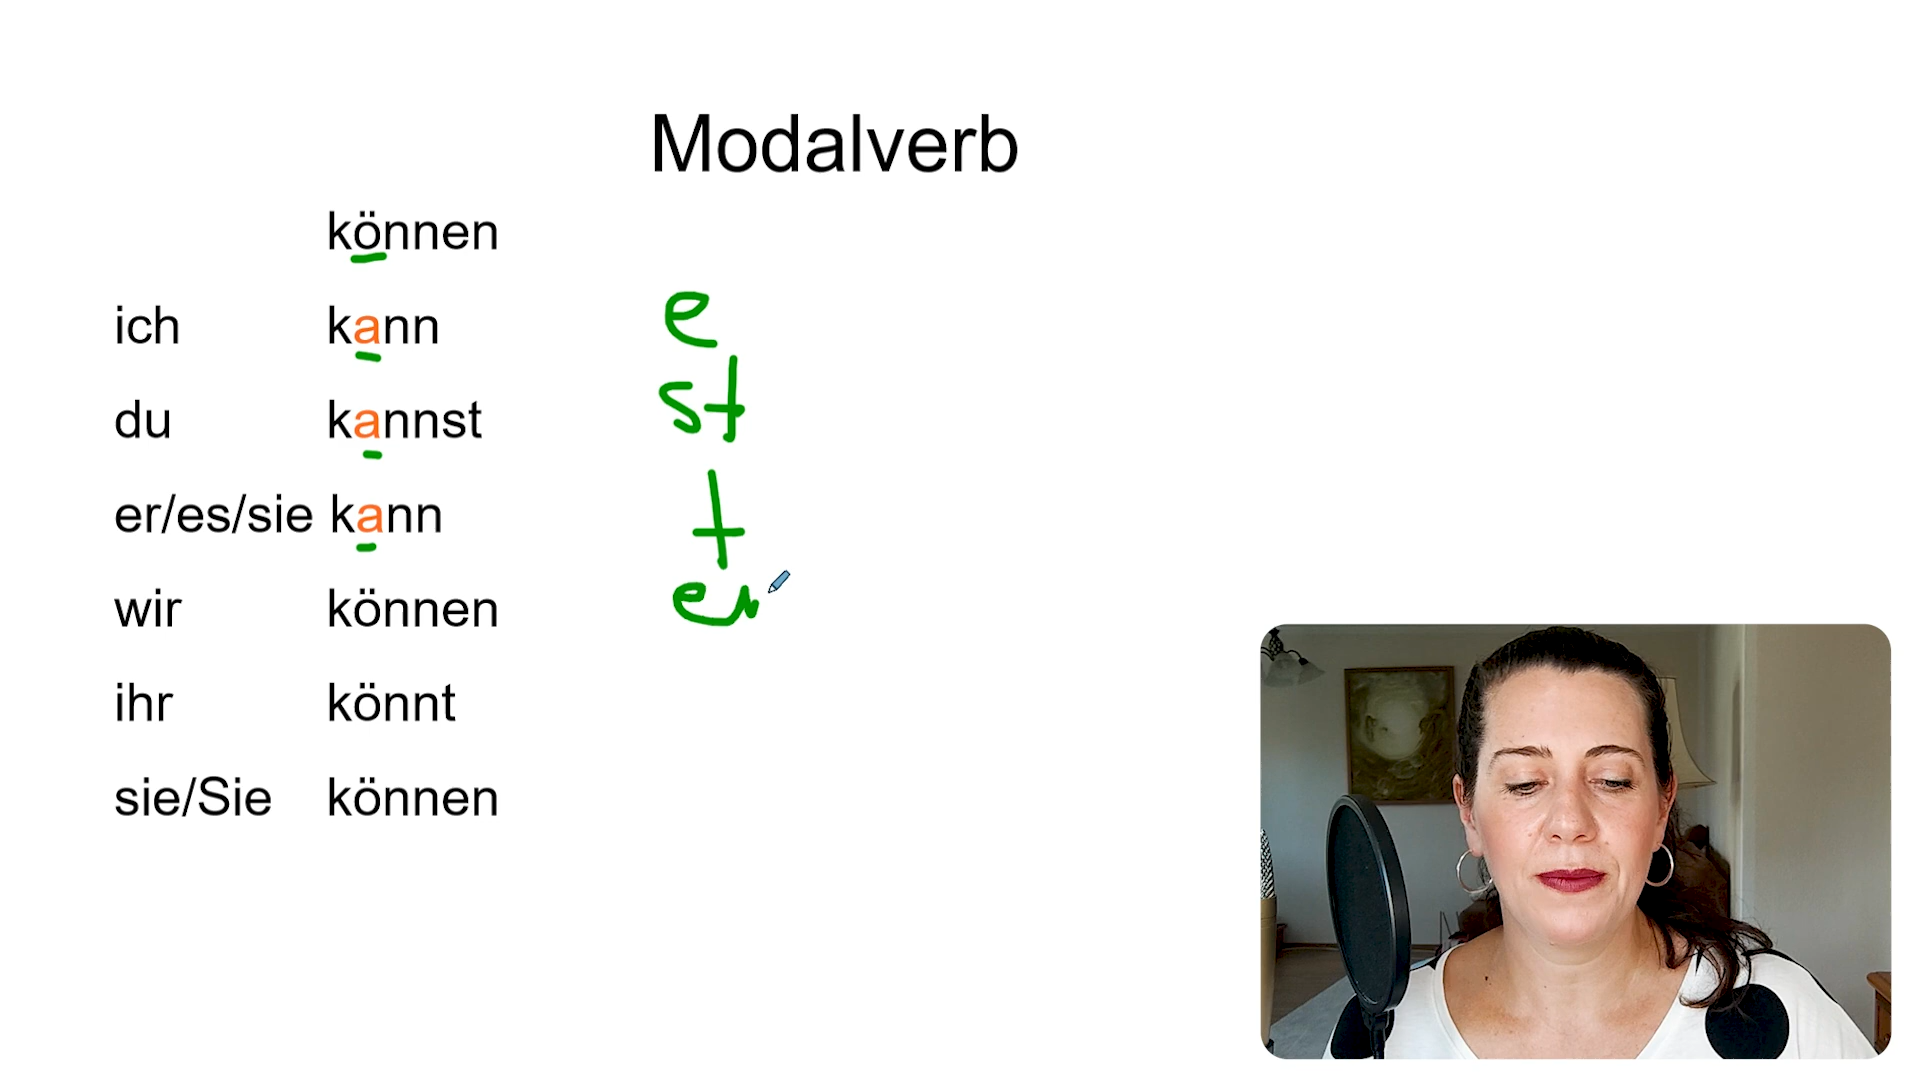 Modalverb
können
ich kann e
du kannst st
er/es/sie kann t
wir können en
ihr könnt
sie/Sie können